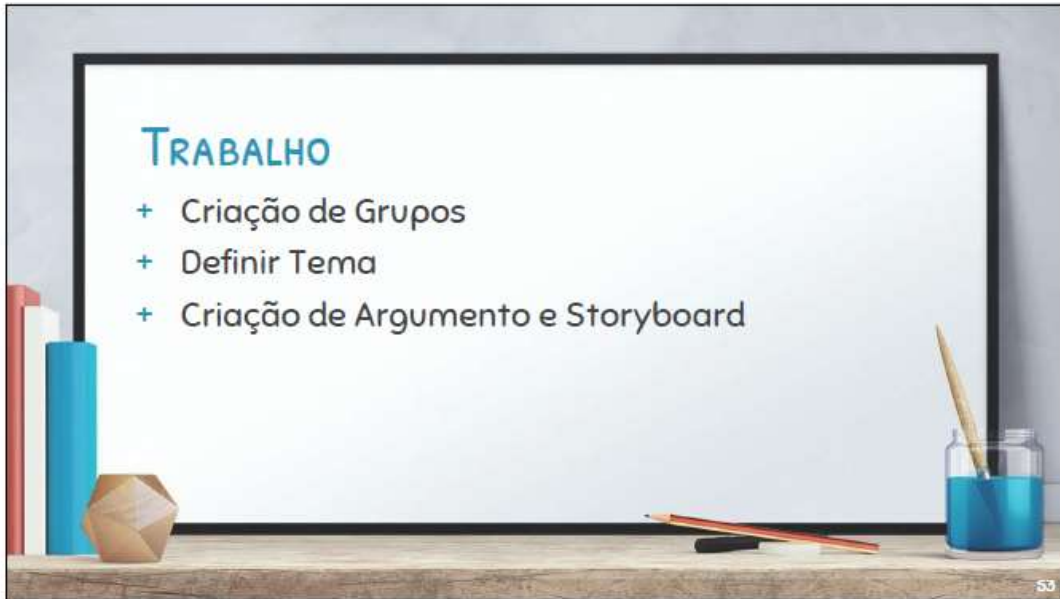 TRABALHO
+ Criação de Grupos
+ Definir Tema
+ Criação de Argumento e Storyboard
53